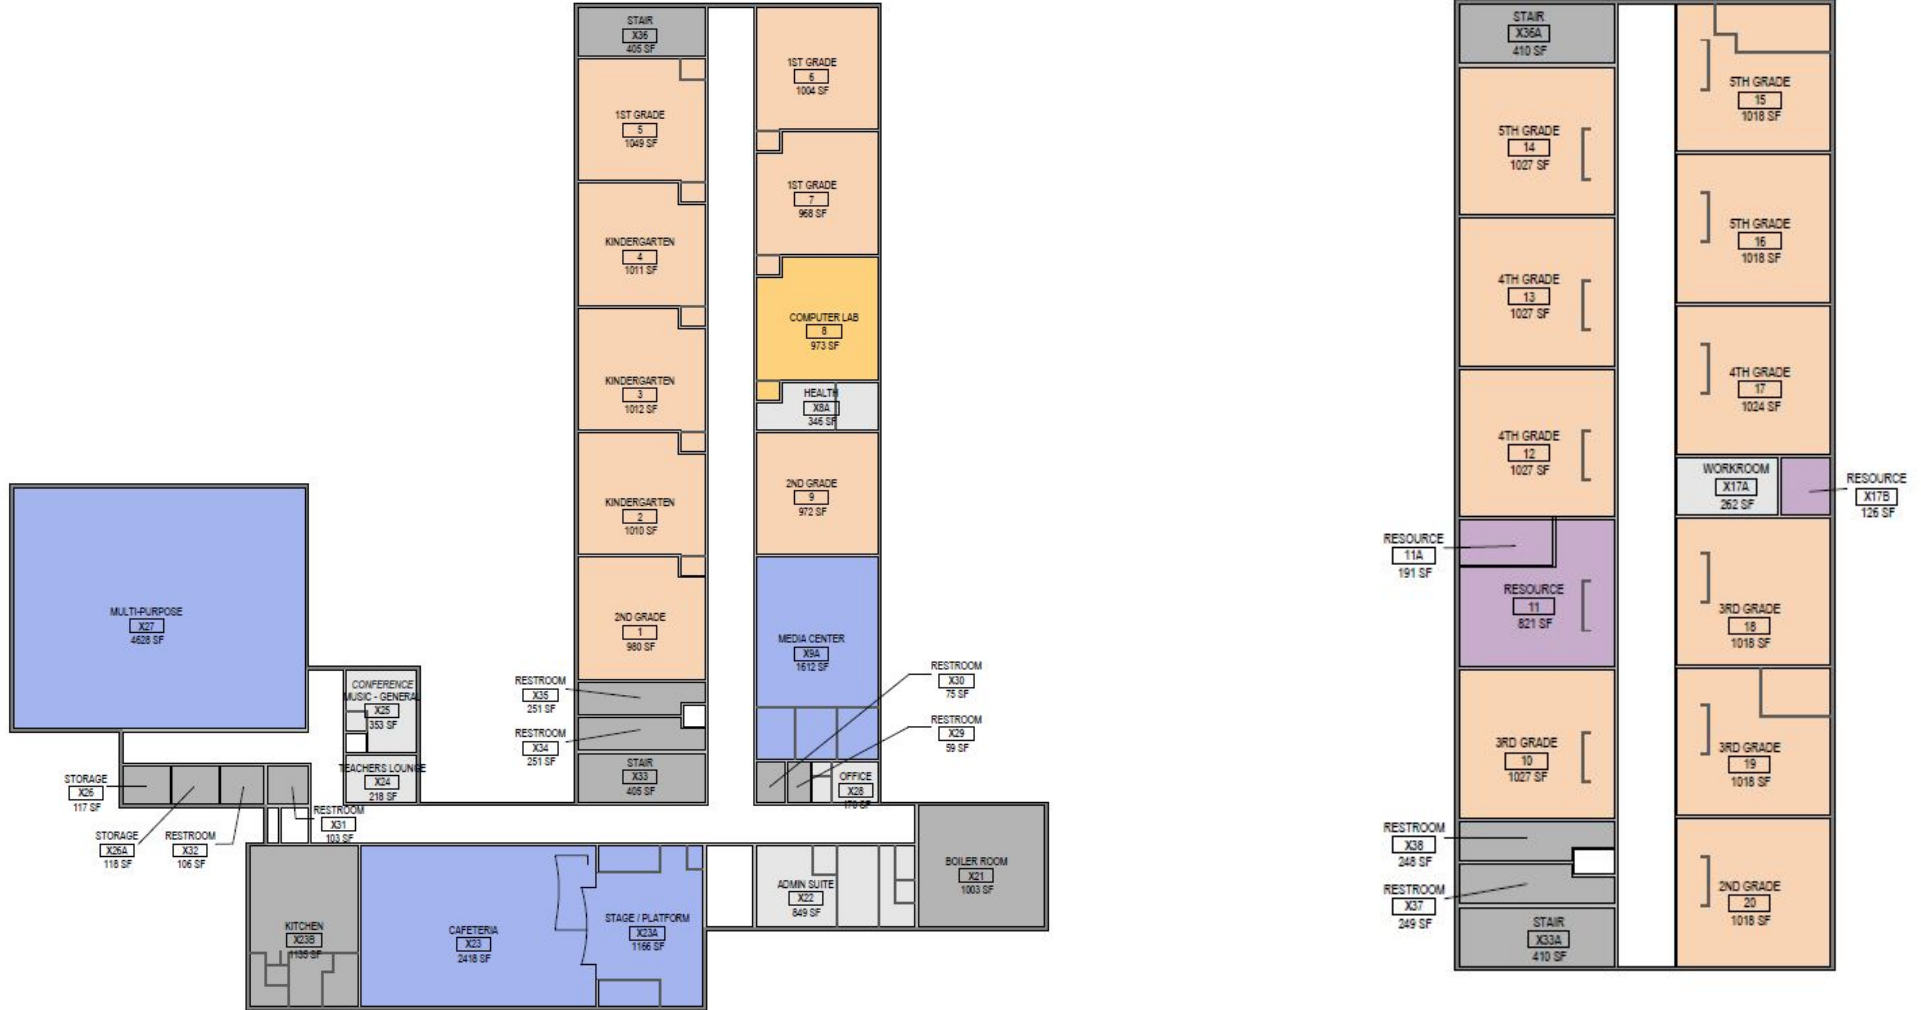 STAIR
X36
405 SF
1ST GRADE
5
1049 SF
KINDERGARTEN
4
1011 SF
KINDERGARTEN
3
1012 SF
KINDERGARTEN
2
1010 SF
2ND GRADE
1
980 SF
RESTROOM
X35
251 SF
RESTROOM
X34
251 SF
STAIR
X33
405 SF
1ST GRADE
6
1004 SF
1ST GRADE
7
968 SF
COMPUTER LAB
8
973 SF
HEALTH
X8A
346 SF
2ND GRADE
9
972 SF
MEDIA CENTER
X9A
1612 SF
RESTROOM
X30
75 SF
RESTROOM
X29
59 SF
OFFICE
X28
170 SF
MULTI-PURPOSE
X27
4628 SF
CONFERENCE
MUSIC - GENERAL
X25
353 SF
TEACHERS LOUNGE
X24
218 SF
STORAGE
X26
117 SF
STORAGE
X26A
118 SF
RESTROOM
X32
106 SF
RESTROOM
X31
103 SF
KITCHEN
X23B
1135 SF
CAFETERIA
X23
2418 SF
STAGE / PLATFORM
X23A
1166 SF
ADMIN SUITE
X22
849 SF
BOILER ROOM
X21
1003 SF
STAIR
X36A
410 SF
5TH GRADE
14
1027 SF
4TH GRADE
13
1027 SF
4TH GRADE
12
1027 SF
RESOURCE
11A
191 SF
RESOURCE
11
821 SF
3RD GRADE
10
1027 SF
RESTROOM
X38
248 SF
RESTROOM
X37
249 SF
STAIR
X33A
410 SF
5TH GRADE
15
1018 SF
5TH GRADE
16
1018 SF
4TH GRADE
17
1024 SF
WORKROOM
X17A
262 SF
RESOURCE
X17B
126 SF
3RD GRADE
18
1018 SF
3RD GRADE
19
1018 SF
2ND GRADE
20
1018 SF